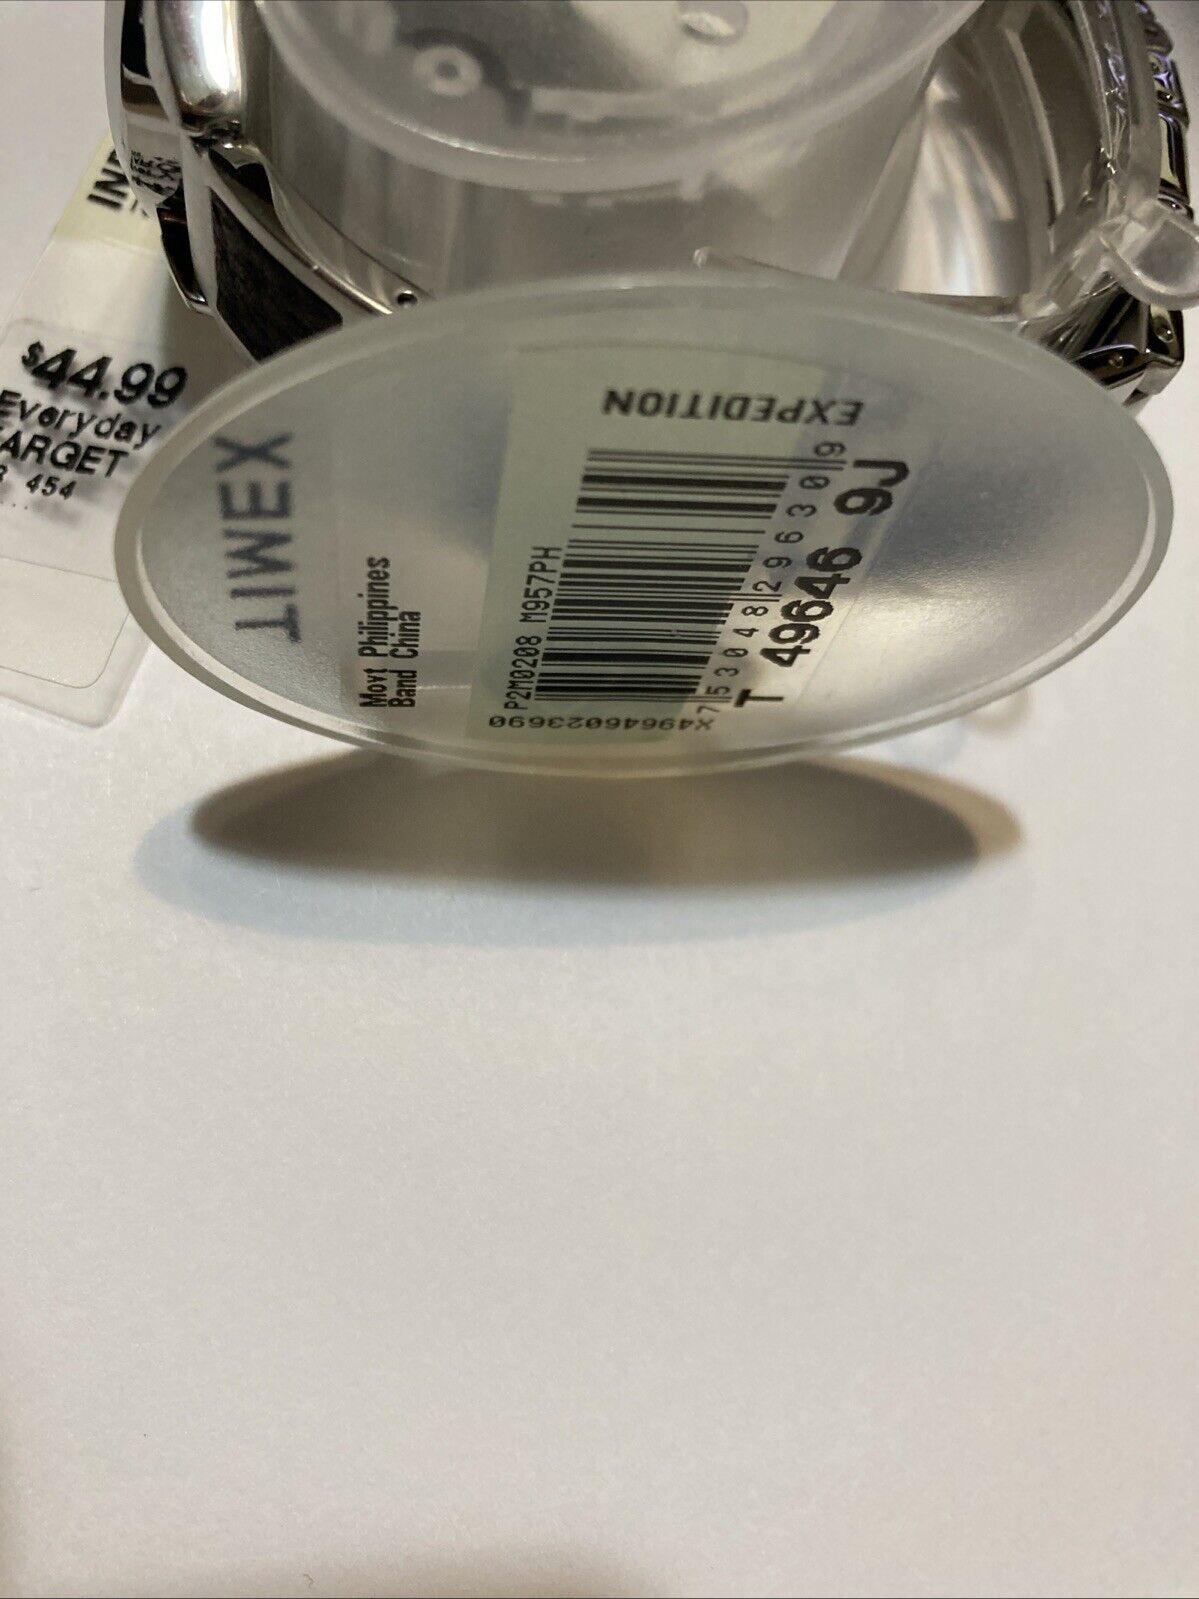 $44.99
Everyday
ARGET
454
TIMEX
Movt Philippines
Band China
EXPEDITION
P2M0208 M957PH
7 53048 29630 9
T 49646 9J
X49646023690